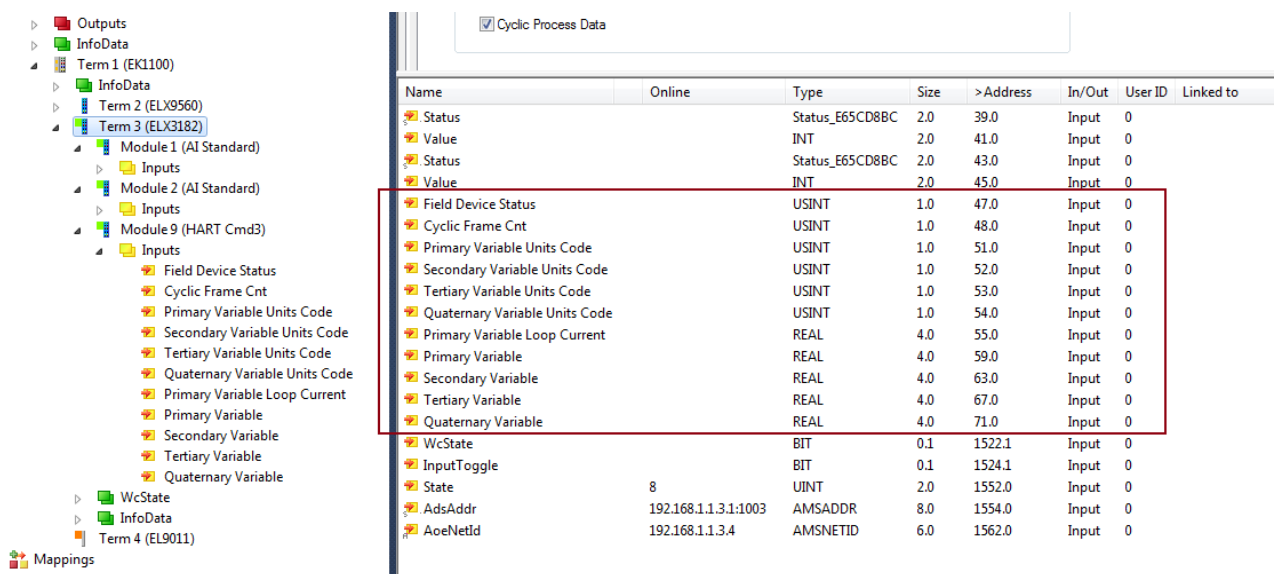 Outputs
InfoData
Term 1 (EK1100)
InfoData
Term 2 (ELX9560)
Term 3 (ELX3182)
Module 1 (AI Standard)
Inputs
Module 2 (AI Standard)
Inputs
Module 9 (HART Cmd3)
Inputs
Field Device Status
Cyclic Frame Cnt
Primary Variable Units Code
Secondary Variable Units Code
Tertiary Variable Units Code
Quaternary Variable Units Code
Primary Variable Loop Current
Primary Variable
Secondary Variable
Tertiary Variable
Quaternary Variable
WcState
InfoData
Term 4 (EL9011)
Mappings
Cyclic Process Data
Name Online Type Size >Address In/Out User ID Linked to
Status Status_E65CD8BC 2.0 39.0 Input 0
Value INT 2.0 41.0 Input 0
Status Status_E65CD8BC 2.0 43.0 Input 0
Value INT 2.0 45.0 Input 0
Field Device Status USINT 1.0 47.0 Input 0
Cyclic Frame Cnt USINT 1.0 48.0 Input 0
Primary Variable Units Code USINT 1.0 51.0 Input 0
Secondary Variable Units Code USINT 1.0 52.0 Input 0
Tertiary Variable Units Code USINT 1.0 53.0 Input 0
Quaternary Variable Units Code USINT 1.0 54.0 Input 0
Primary Variable Loop Current REAL 4.0 55.0 Input 0
Primary Variable REAL 4.0 59.0 Input 0
Secondary Variable REAL 4.0 63.0 Input 0
Tertiary Variable REAL 4.0 67.0 Input 0
Quaternary Variable REAL 4.0 71.0 Input 0
WcState BIT 0.1 1522.1 Input 0
InputToggle BIT 0.1 1524.1 Input 0
State 8 UINT 2.0 1552.0 Input 0
AdsAddr 192.168.1.1.3.1:1003 AMSADDR 8.0 1554.0 Input 0
AoeNetId 192.168.1.1.3.4 AMSNETID 6.0 1562.0 Input 0